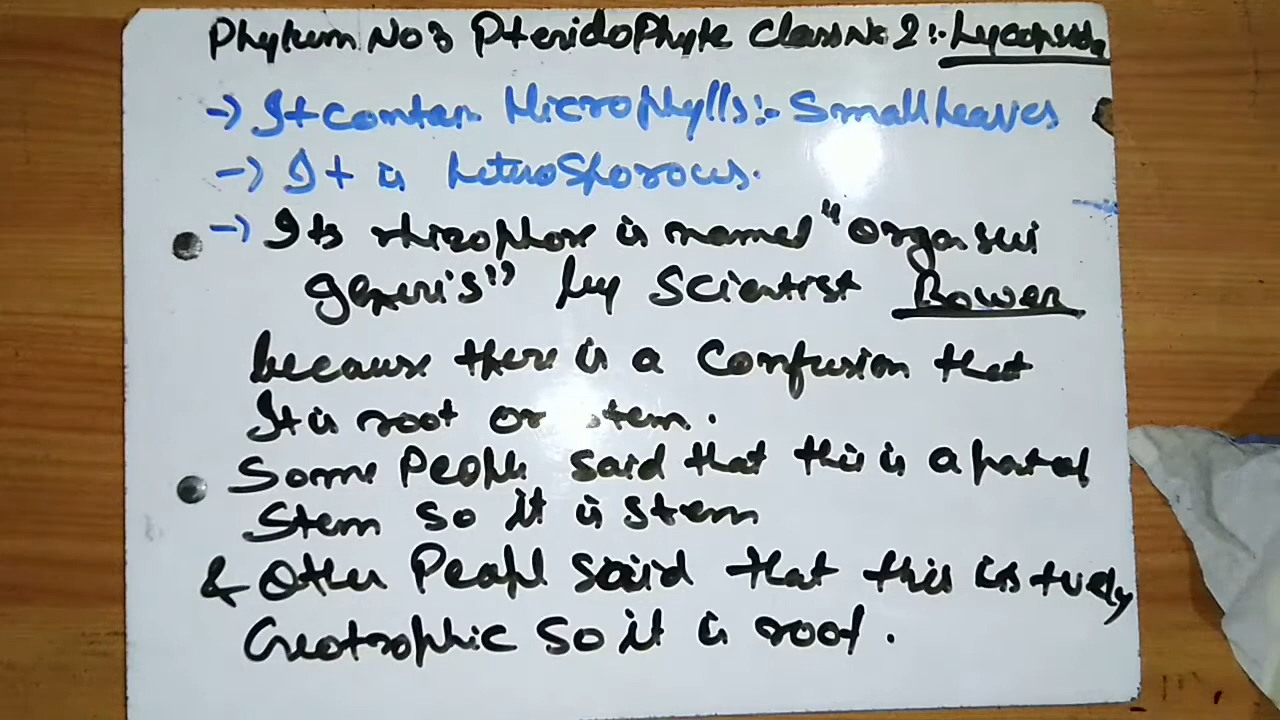 Phylum No 3 Pteridophyte Class No 2:- Lycopsida
→ It contain Microphylls:- Small leaves
→ It is heterosporous.
→ Its rhizophore is named "organ sui
generis" by Scientist Bower
because there is a confusion that
It is root or stem.
Some People said that this is a part of
Stem so it is stem
& Other People said that this is +vely
Geotrophic so it is root.